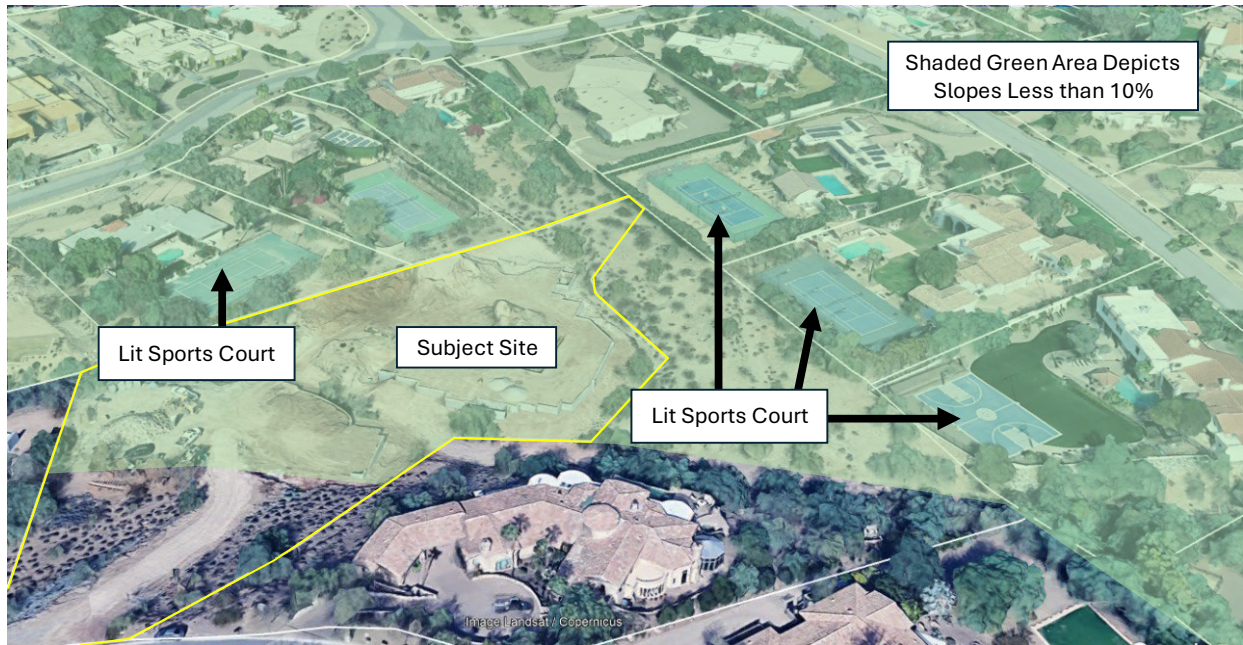 Shaded Green Area Depicts
Slopes Less than 10%
Lit Sports Court
Subject Site
Lit Sports Court
Image Landsat / Copernicus